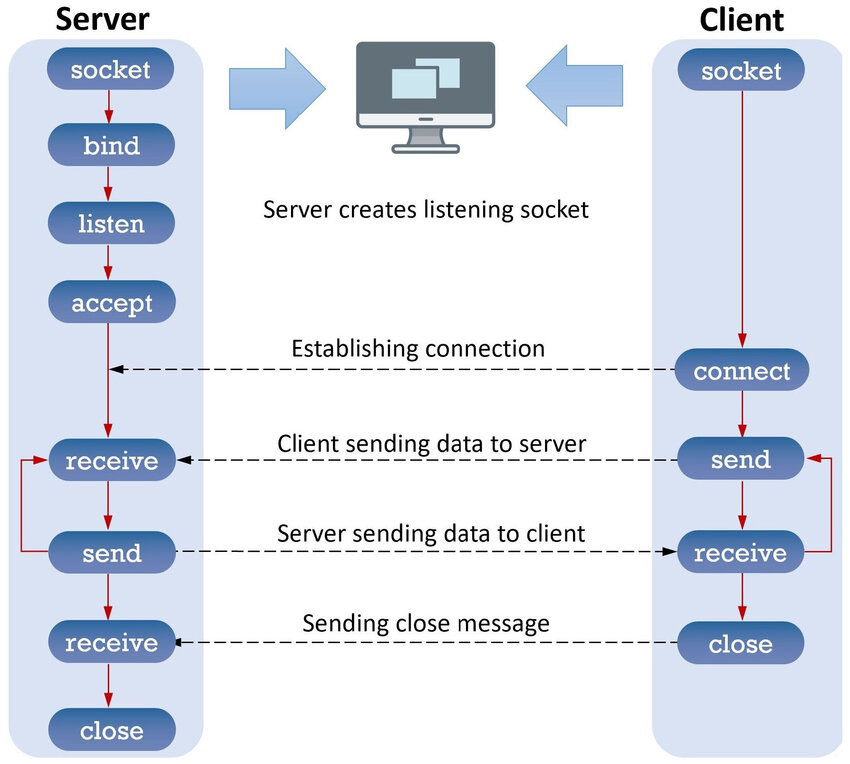 Server
Client
socket
socket
bind
Server creates listening socket
listen
accept
Establishing connection
connect
Client sending data to server
receive
send
Server sending data to client
send
receive
Sending close message
receive
close
close